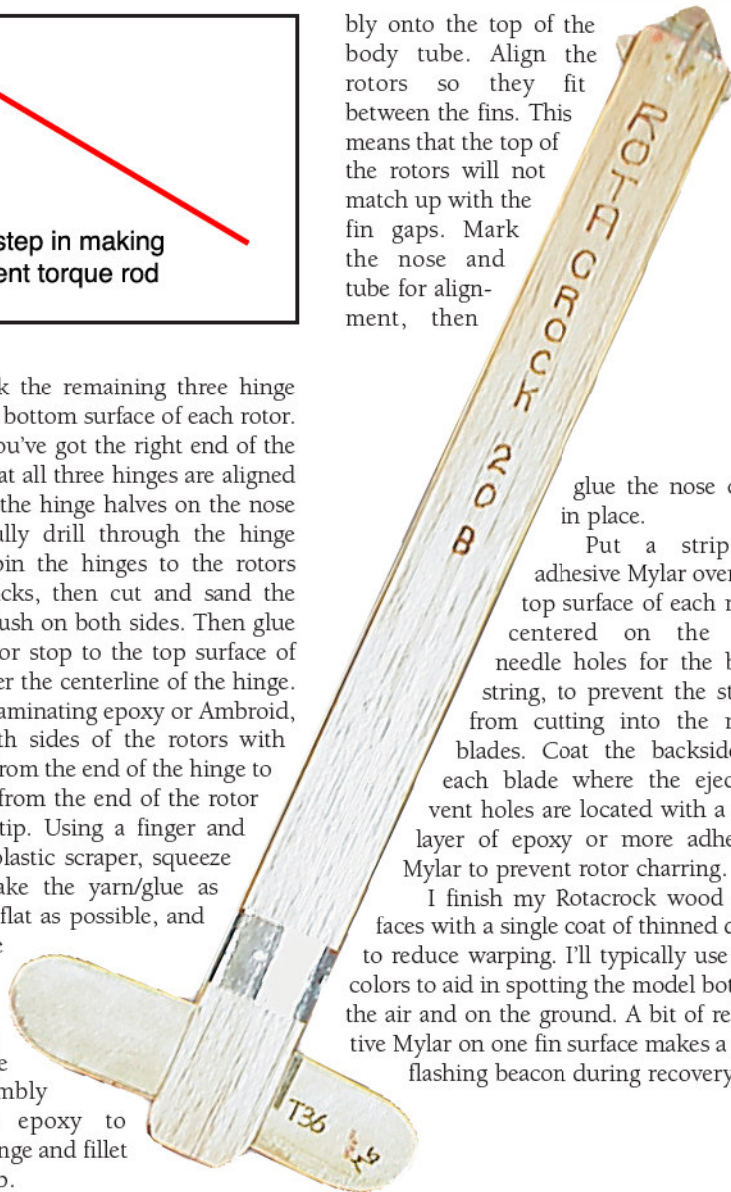 step in making
ent torque rod
k the remaining three hinge
bottom surface of each rotor.
ou've got the right end of the
at all three hinges are aligned
the hinge halves on the nose
ully drill through the hinge
pin the hinges to the rotors
cks, then cut and sand the
ush on both sides. Then glue
or stop to the top surface of
er the centerline of the hinge.
aminating epoxy or Ambroid,
th sides of the rotors with
from the end of the hinge to
from the end of the rotor
tip. Using a finger and
plastic scraper, squeeze
ake the yarn/glue as
flat as possible, and
e
e
mbly
epoxy to
nge and fillet
p.
bly onto the top of the
body tube. Align the
rotors so they fit
between the fins. This
means that the top of
the rotors will not
match up with the
fin gaps. Mark
the nose and
tube for align-
ment, then
glue the nose c
in place.
Put a strip
adhesive Mylar over
top surface of each r
centered on the
needle holes for the b
string, to prevent the st
from cutting into the r
blades. Coat the backside
each blade where the ejec
vent holes are located with a
layer of epoxy or more adhe
Mylar to prevent rotor charring.
I finish my Rotacrock wood
faces with a single coat of thinned d
to reduce warping. I'll typically use
colors to aid in spotting the model bot
the air and on the ground. A bit of re
tive Mylar on one fin surface makes a
flashing beacon during recovery
ROTACROCK 20B
T36